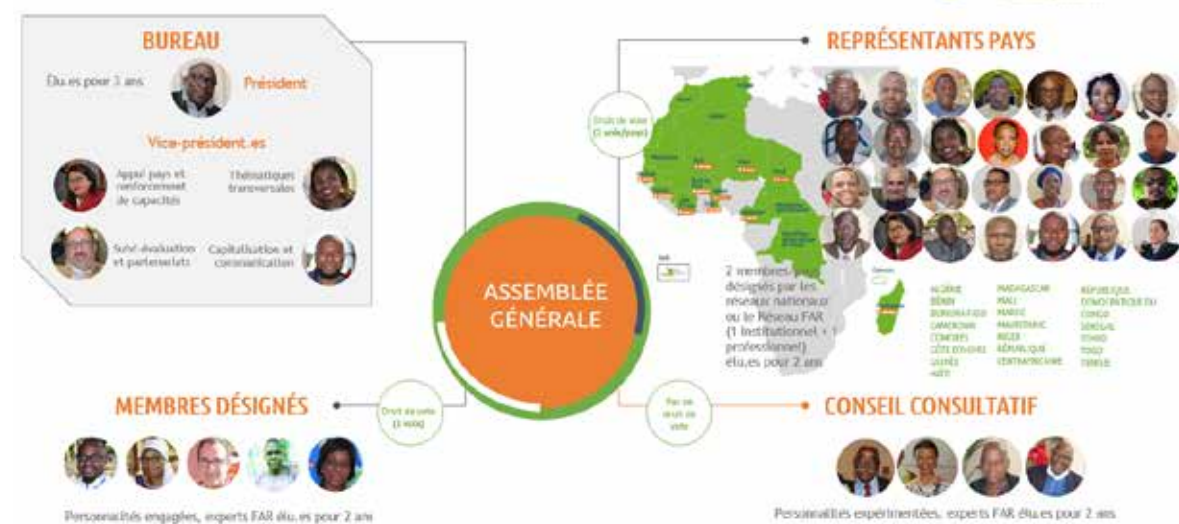 BUREAU
Élu.es pour 3 ans
Président
Vice-président.es
Appui pays et
renforcement
de capacités
Thématiques
transversales
Suivi-évaluation
et partenariats
Capitalisation et
communication
REPRÉSENTANTS PAYS
Droit de vote
(1 voix/pays)
2 membres/pays
désignés par les
réseaux nationaux
ou le Réseau FAR
(1 institutionnel + 1
professionnel)
élu.es pour 2 ans
ALGÉRIE
BÉNIN
BURKINA FASO
CAMEROUN
COMORES
CÔTE D'IVOIRE
GUINÉE
HAÏTI
MADAGASCAR
MALI
MAROC
MAURITANIE
NIGER
RÉPUBLIQUE
CENTRAFRICAINE
RÉPUBLIQUE
DÉMOCRATIQUE DU
CONGO
SÉNÉGAL
TCHAD
TOGO
TUNISIE
ASSEMBLÉE
GÉNÉRALE
MEMBRES DÉSIGNÉS
Droit de vote
(1 voix)
Personnalités engagées, experts FAR élu.es pour 2 ans
Pas de
droit de
vote
CONSEIL CONSULTATIF
Personnalités expérimentées, experts FAR élu.es pour 2 ans